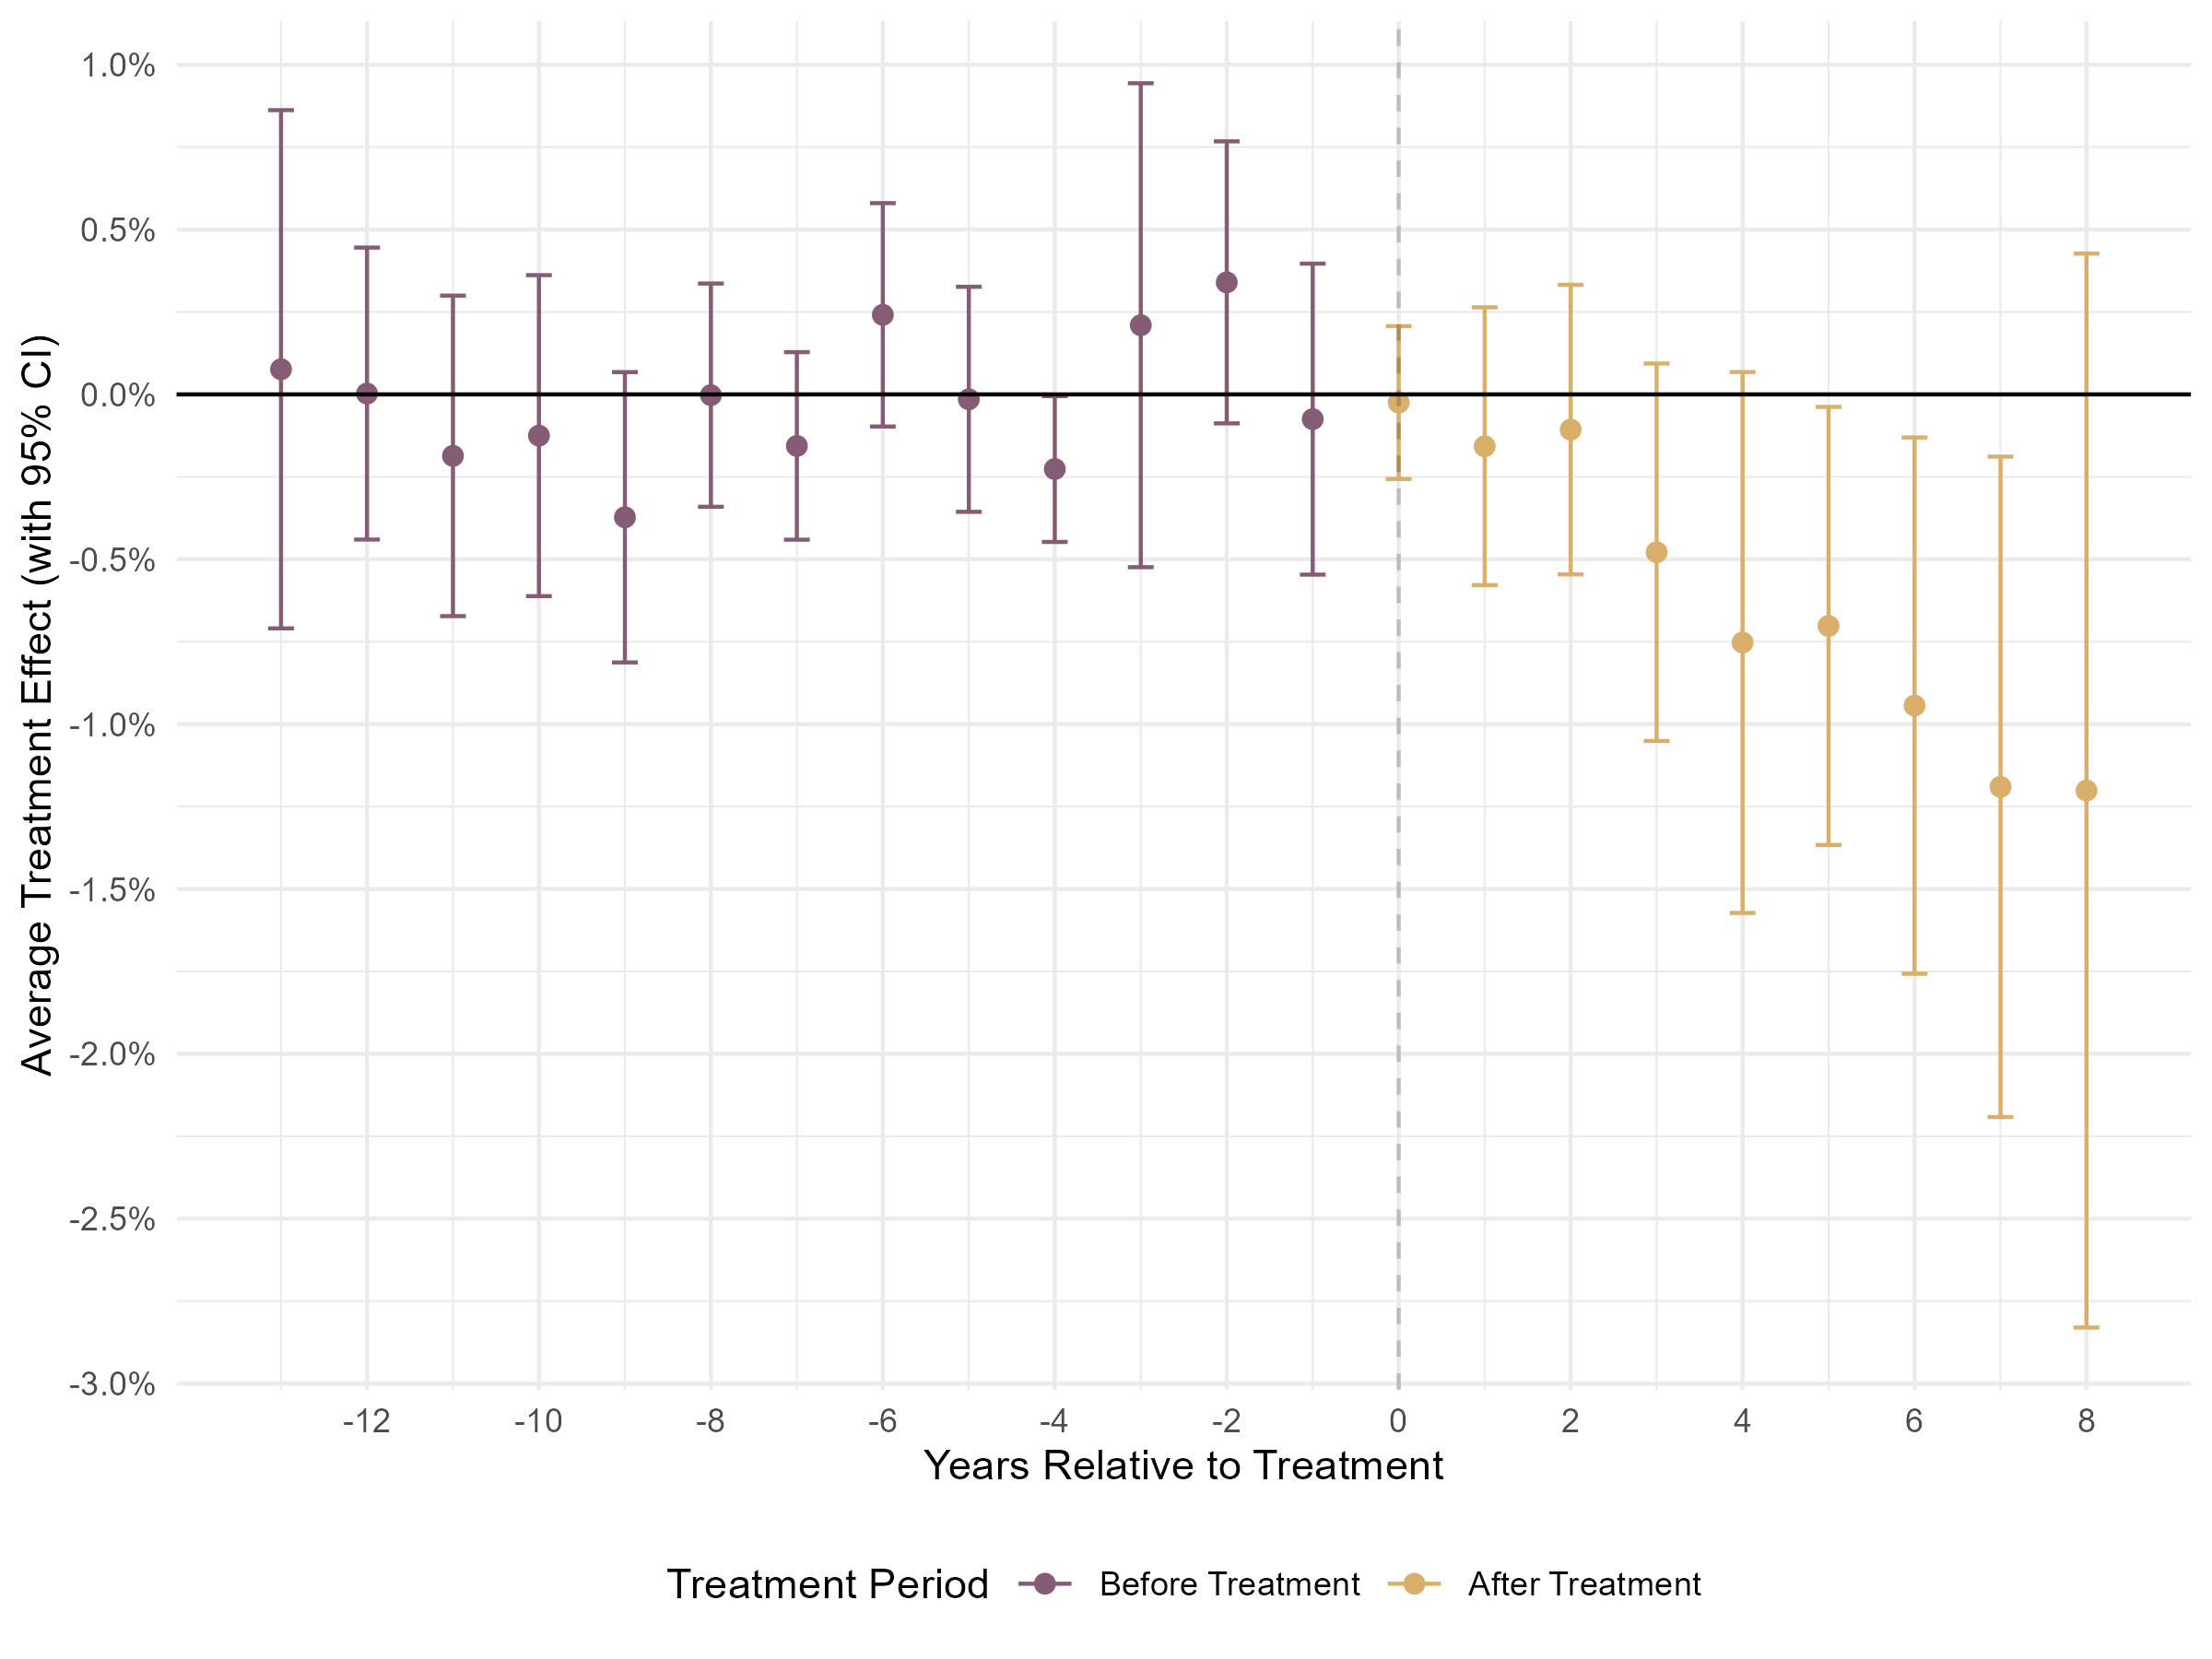 Average Treatment Effect (with 95% CI)
1.0%
0.5%
0.0%
-0.5%
-1.0%
-1.5%
-2.0%
-2.5%
-3.0%
-12 -10 -8 -6 -4 -2 0 2 4 6 8
Years Relative to Treatment
Treatment Period Before Treatment After Treatment